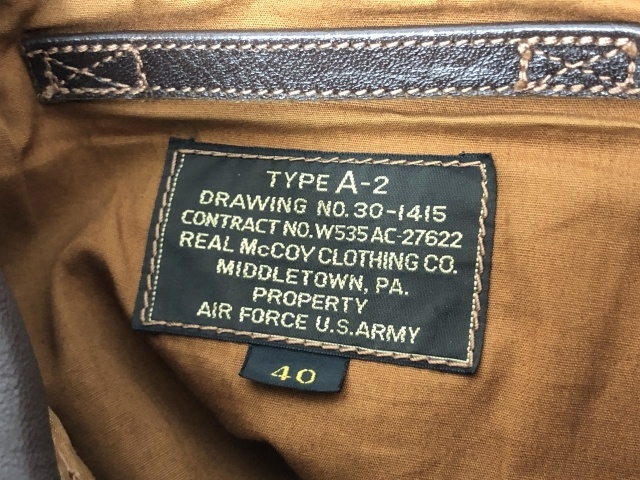 TYPE A-2
DRAWING NO. 30-1415
CONTRACT NO. W535 AC-27622
REAL McCOY CLOTHING CO.
MIDDLETOWN, PA.
PROPERTY
AIR FORCE U.S. ARMY
40